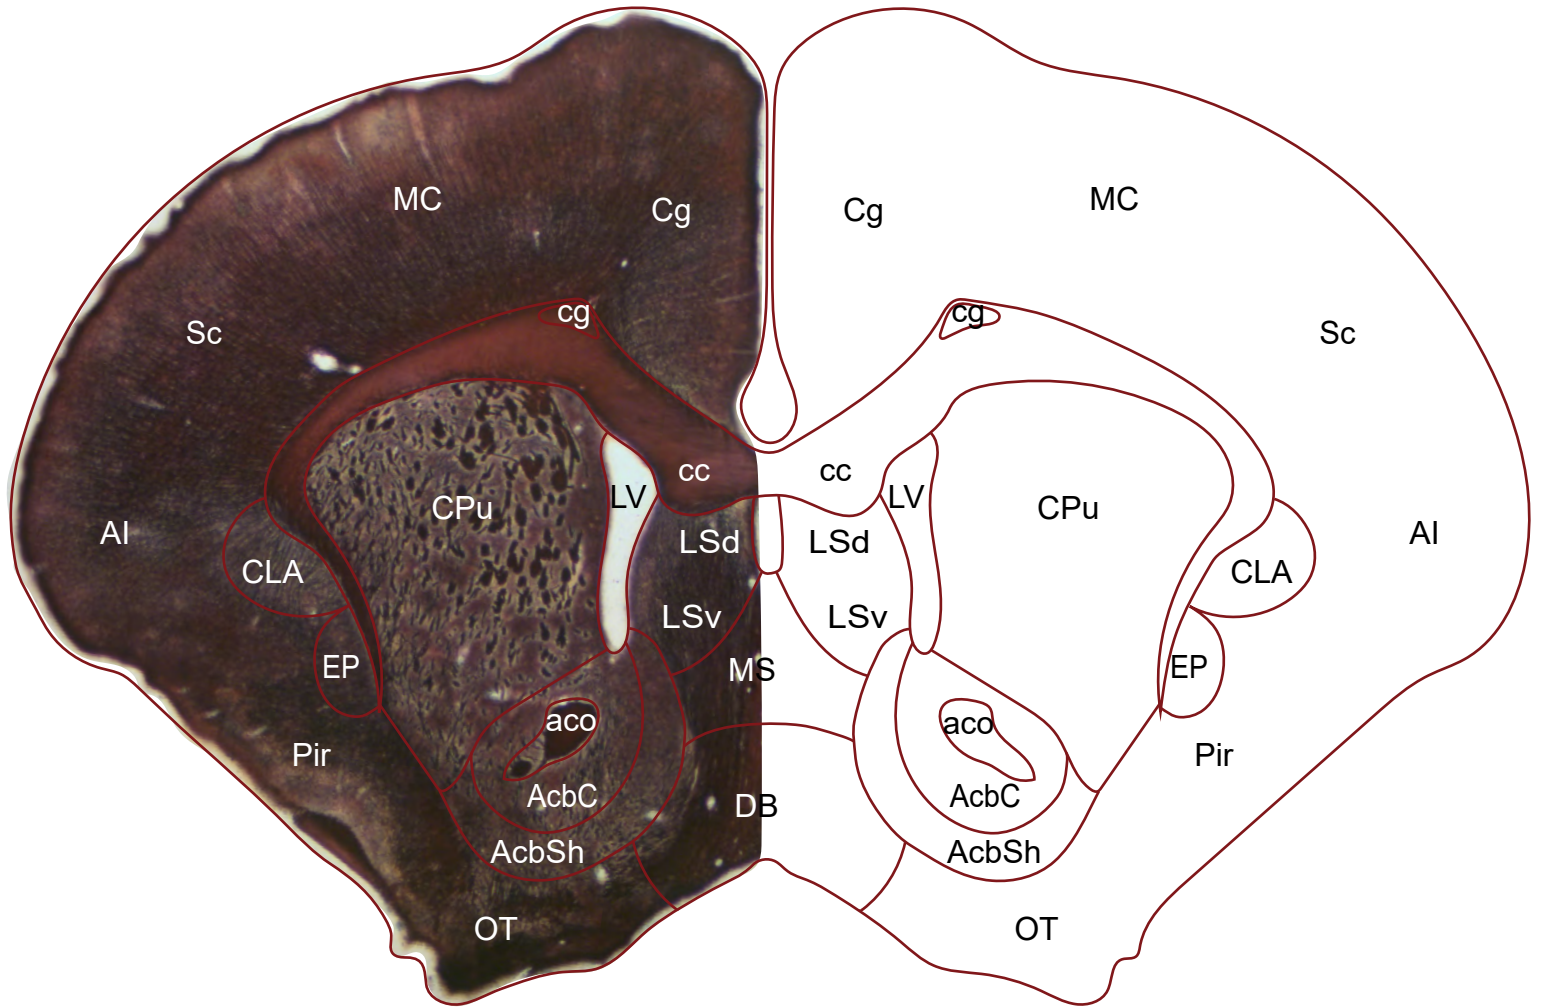 MC
Cg
Cg
MC
cg
cg
Sc
Sc
cc
cc
LV
LV
CPu
CPu
AI
LSd
LSd
AI
CLA
CLA
LSv
LSv
EP
MS
EP
aco
aco
Pir
Pir
AcbC
DB
AcbC
AcbSh
AcbSh
OT
OT